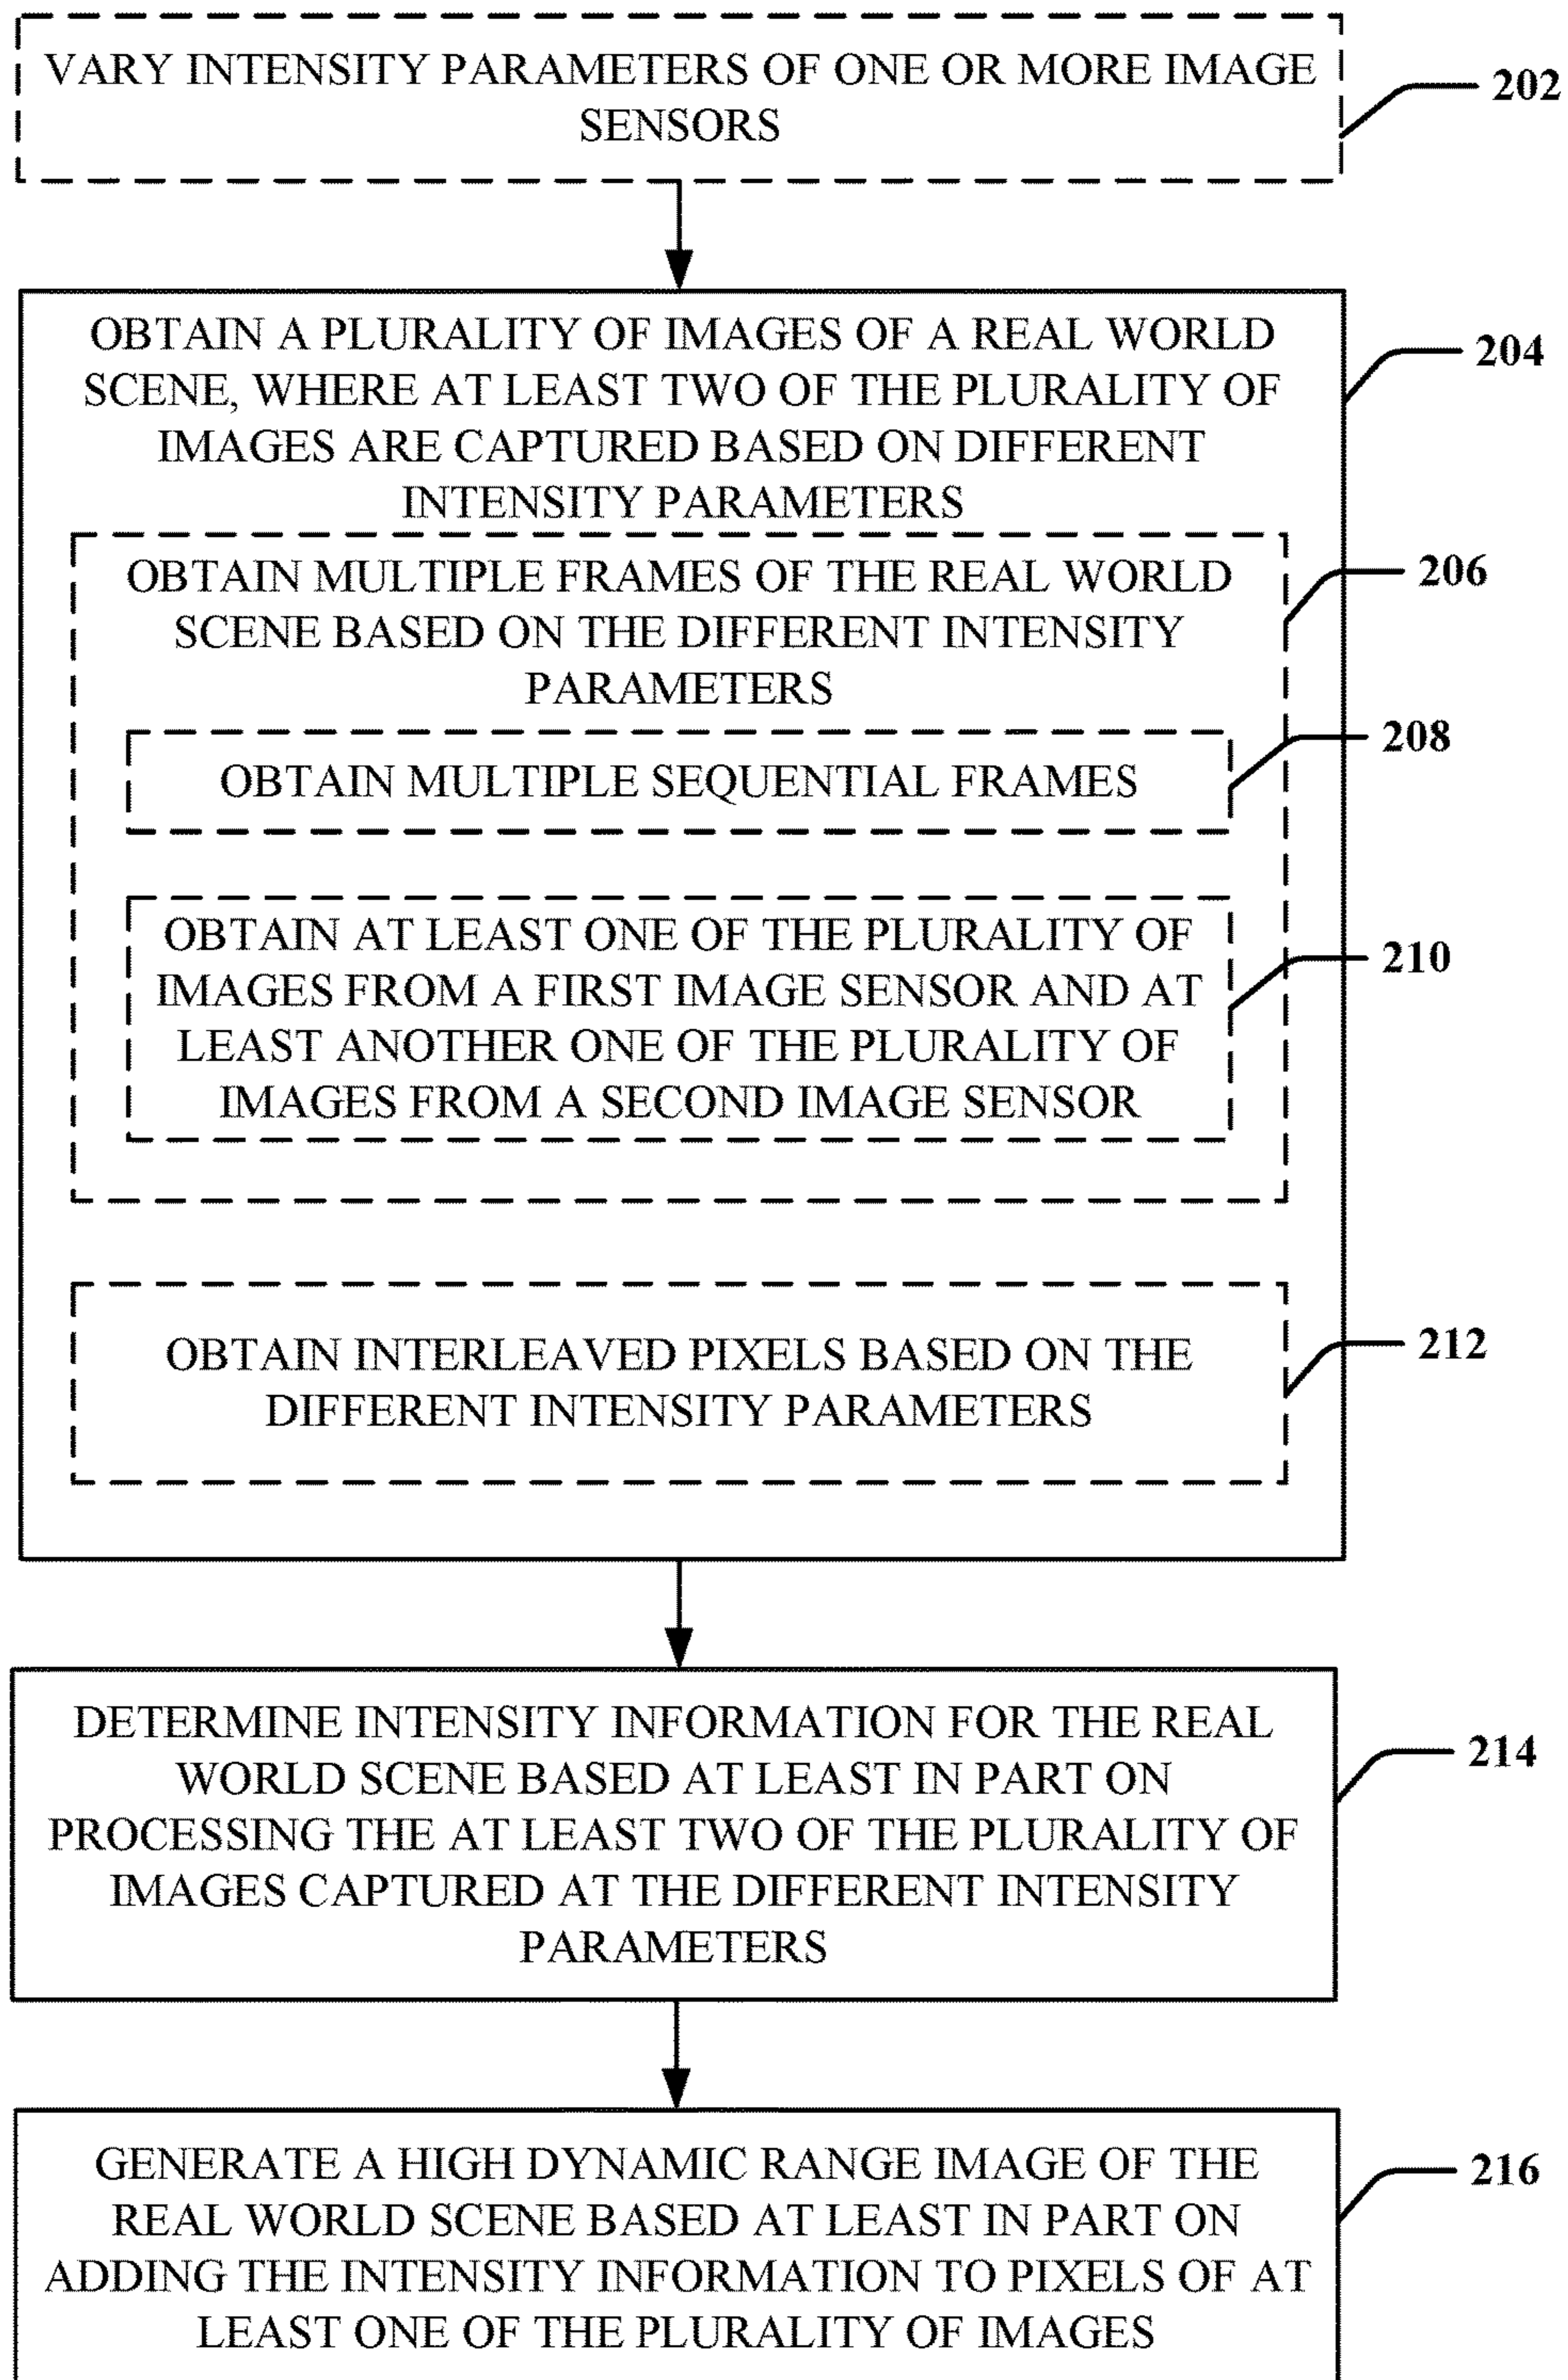 VARY INTENSITY PARAMETERS OF ONE OR MORE IMAGE
SENSORS
202
OBTAIN A PLURALITY OF IMAGES OF A REAL WORLD
SCENE, WHERE AT LEAST TWO OF THE PLURALITY OF
IMAGES ARE CAPTURED BASED ON DIFFERENT
INTENSITY PARAMETERS
204
OBTAIN MULTIPLE FRAMES OF THE REAL WORLD
SCENE BASED ON THE DIFFERENT INTENSITY
PARAMETERS
206
OBTAIN MULTIPLE SEQUENTIAL FRAMES
208
OBTAIN AT LEAST ONE OF THE PLURALITY OF
IMAGES FROM A FIRST IMAGE SENSOR AND AT
LEAST ANOTHER ONE OF THE PLURALITY OF
IMAGES FROM A SECOND IMAGE SENSOR
210
OBTAIN INTERLEAVED PIXELS BASED ON THE
DIFFERENT INTENSITY PARAMETERS
212
DETERMINE INTENSITY INFORMATION FOR THE REAL
WORLD SCENE BASED AT LEAST IN PART ON
PROCESSING THE AT LEAST TWO OF THE PLURALITY OF
IMAGES CAPTURED AT THE DIFFERENT INTENSITY
PARAMETERS
214
GENERATE A HIGH DYNAMIC RANGE IMAGE OF THE
REAL WORLD SCENE BASED AT LEAST IN PART ON
ADDING THE INTENSITY INFORMATION TO PIXELS OF AT
LEAST ONE OF THE PLURALITY OF IMAGES
216